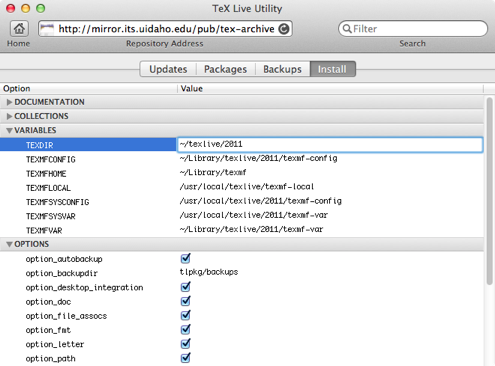 TeX Live Utility
http://mirror.its.uidaho.edu/pub/tex-archive
Filter
Home Repository Address Search
Updates Packages Backups Install
Option Value
DOCUMENTATION
COLLECTIONS
VARIABLES
TEXDIR ~/texlive/2011
TEXMFCONFIG ~/Library/texlive/2011/texmf-config
TEXMFHOME ~/Library/texmf
TEXMFLOCAL /usr/local/texlive/texmf-local
TEXMFSYSCONFIG /usr/local/texlive/2011/texmf-config
TEXMFSYSVAR /usr/local/texlive/2011/texmf-var
TEXMFVAR ~/Library/texlive/2011/texmf-var
OPTIONS
option_autobackup
option_backupdir tlpkg/backups
option_desktop_integration
option_doc
option_file_assocs
option_fmt
option_letter
option_path